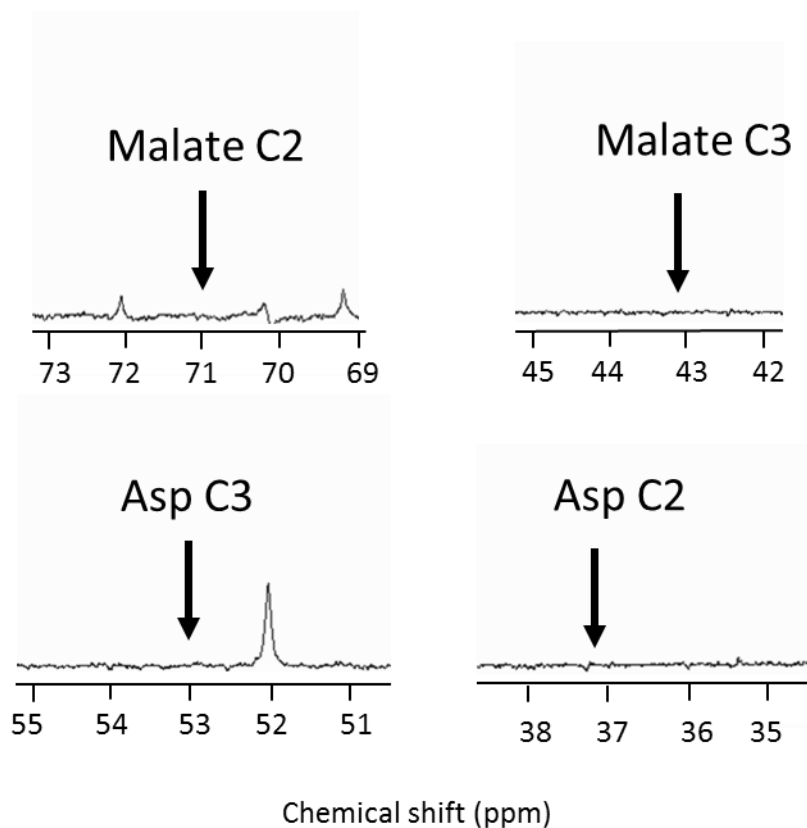 Malate C2
Malate C3
73 72 71 70 69
45 44 43 42
Asp C3
Asp C2
55 54 53 52 51
38 37 36 35
Chemical shift (ppm)